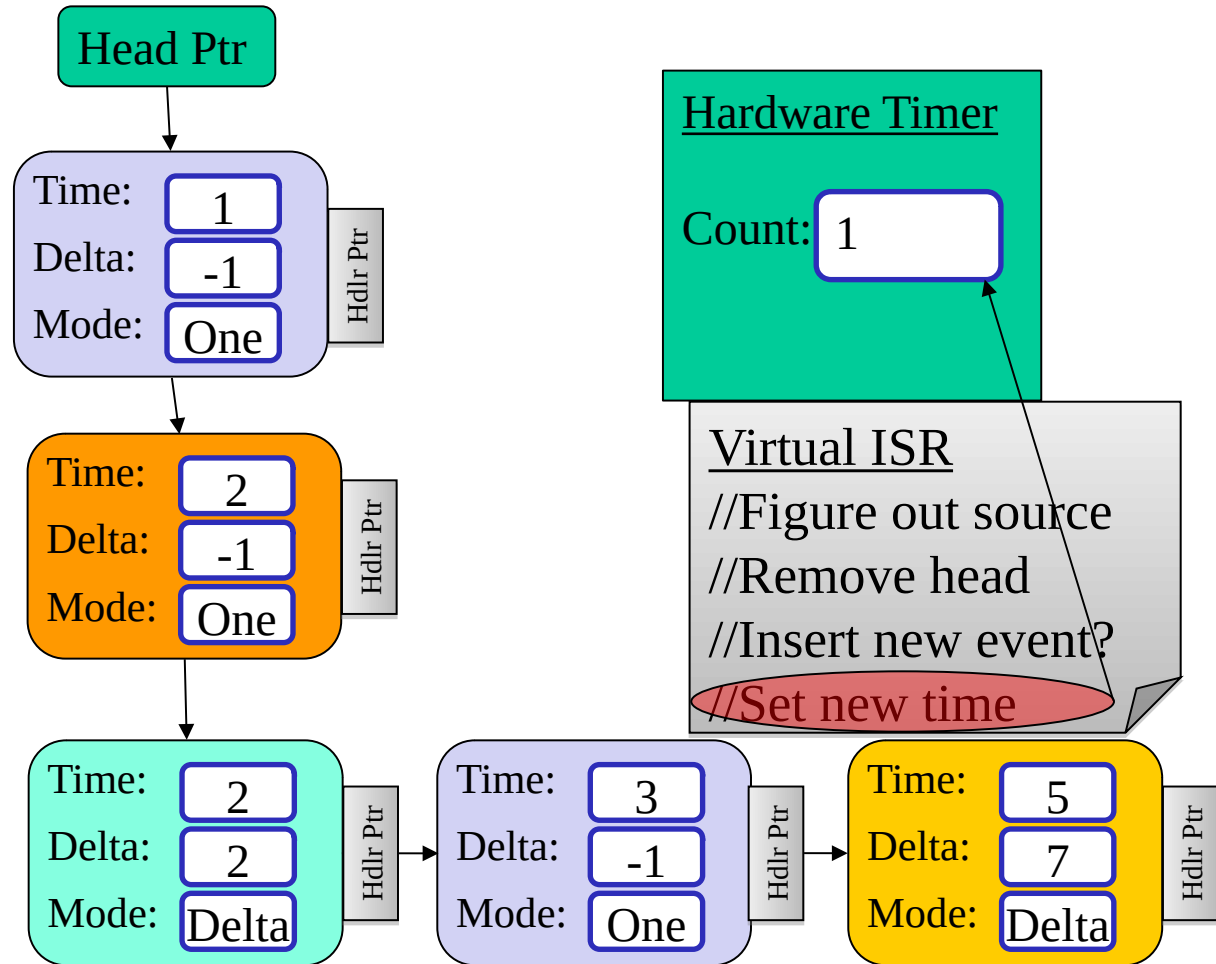 Head Ptr
Time: 1
Delta: -1
Mode: One
Hdlr Ptr
Hardware Timer
Count: 1
Time: 2
Delta: -1
Mode: One
Hdlr Ptr
Virtual ISR
//Figure out source
//Remove head
//Insert new event?
//Set new time
Time: 2
Delta: 2
Mode: Delta
Hdlr Ptr
Time: 3
Delta: -1
Mode: One
Hdlr Ptr
Time: 5
Delta: 7
Mode: Delta
Hdlr Ptr